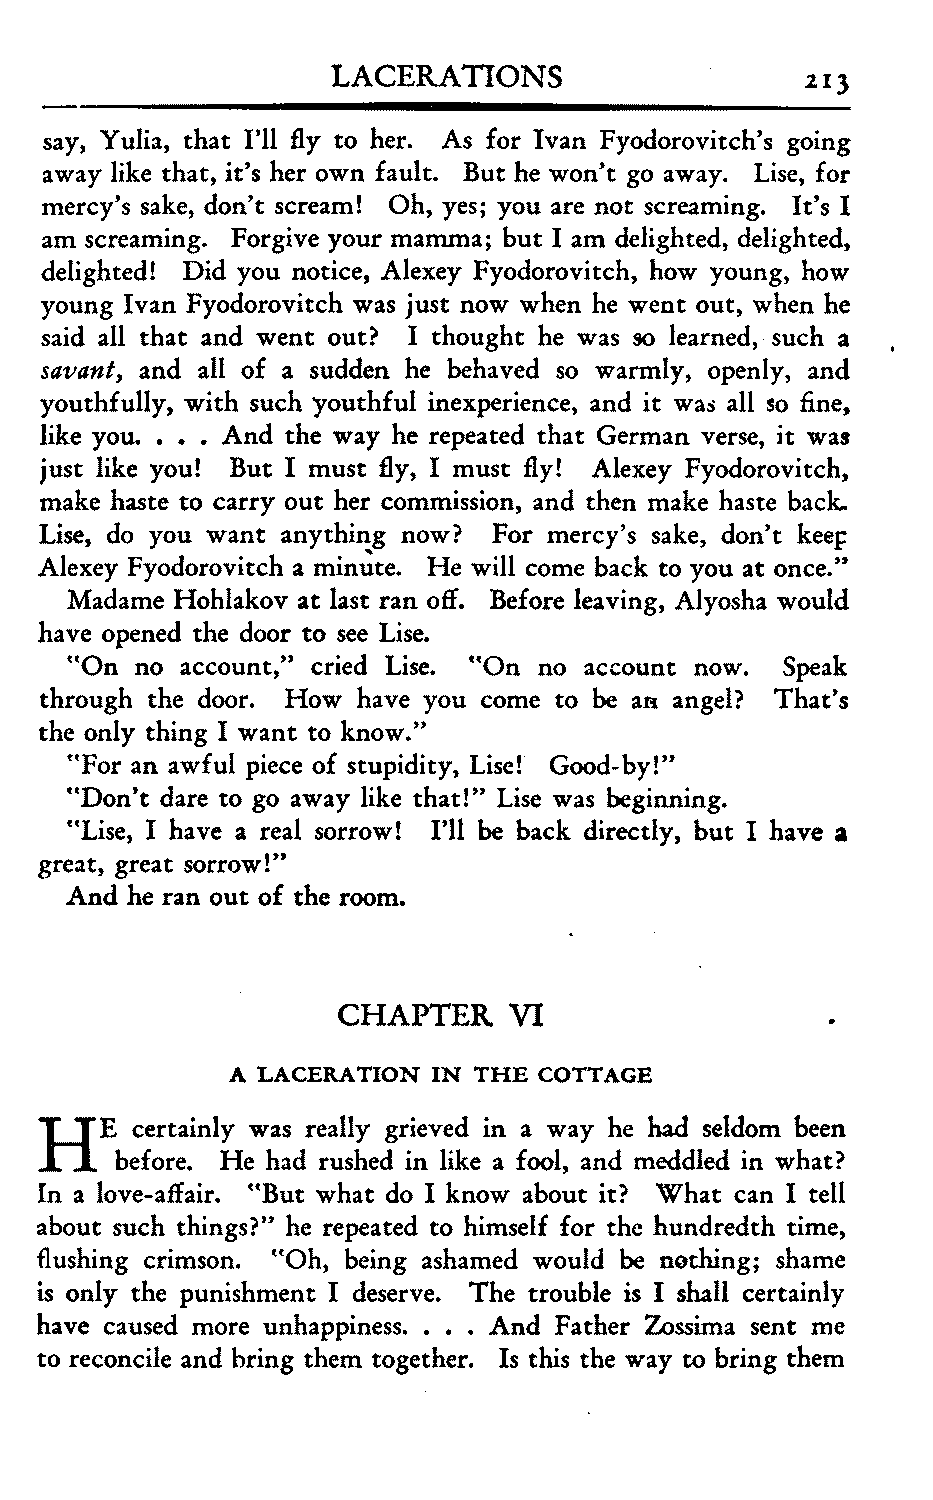 LACERATIONS 213
say, Yulia, that I'll fly to her. As for Ivan Fyodorovitch's going
away like that, it's her own fault. But he won't go away. Lise, for
mercy's sake, don't scream! Oh, yes; you are not screaming. It's I
am screaming. Forgive your mamma; but I am delighted, delighted,
delighted! Did you notice, Alexey Fyodorovitch, how young, how
young Ivan Fyodorovitch was just now when he went out, when he
said all that and went out? I thought he was so learned, such a
savant, and all of a sudden he behaved so warmly, openly, and
youthfully, with such youthful inexperience, and it was all so fine,
like you. . . . And the way he repeated that German verse, it was
just like you! But I must fly, I must fly! Alexey Fyodorovitch,
make haste to carry out her commission, and then make haste back.
Lise, do you want anything now? For mercy's sake, don't keep
Alexey Fyodorovitch a minute. He will come back to you at once."
Madame Hohlakov at last ran off. Before leaving, Alyosha would
have opened the door to see Lise.
"On no account," cried Lise. "On no account now. Speak
through the door. How have you come to be an angel? That's
the only thing I want to know."
"For an awful piece of stupidity, Lise! Good-by!"
"Don't dare to go away like that!" Lise was beginning.
"Lise, I have a real sorrow! I'll be back directly, but I have a
great, great sorrow!"
And he ran out of the room.
CHAPTER VI
A LACERATION IN THE COTTAGE
HE certainly was really grieved in a way he had seldom been
before. He had rushed in like a fool, and meddled in what?
In a love-affair. "But what do I know about it? What can I tell
about such things?" he repeated to himself for the hundredth time,
flushing crimson. "Oh, being ashamed would be nothing; shame
is only the punishment I deserve. The trouble is I shall certainly
have caused more unhappiness. . . . And Father Zossima sent me
to reconcile and bring them together. Is this the way to bring them